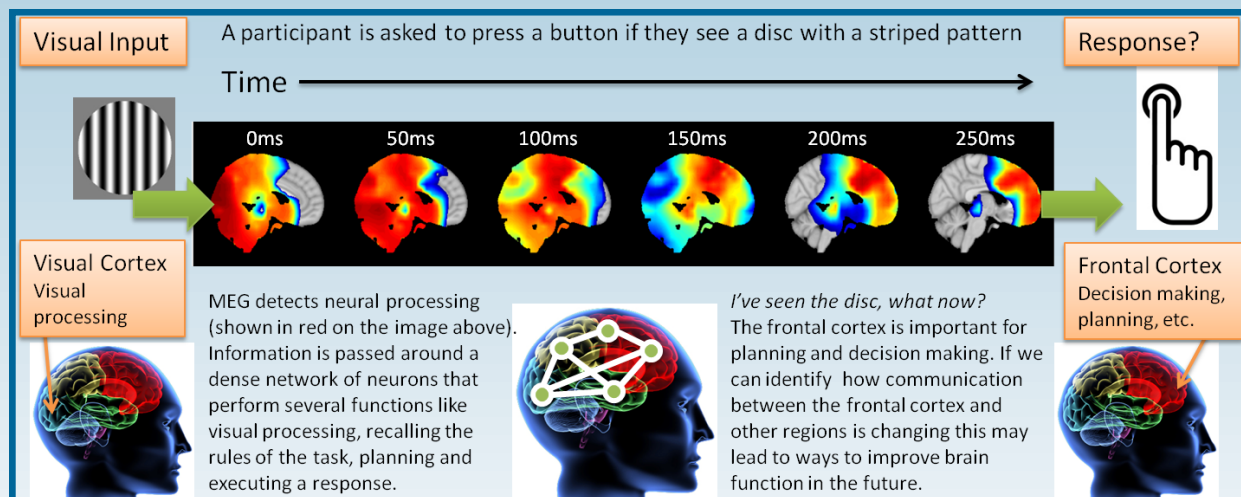 Visual Input
A participant is asked to press a button if they see a disc with a striped pattern
Response?
Time
0ms
50ms
100ms
150ms
200ms
250ms
Visual Cortex
Visual
processing
MEG detects neural processing
(shown in red on the image above).
Information is passed around a
dense network of neurons that
perform several functions like
visual processing, recalling the
rules of the task, planning and
executing a response.
I've seen the disc, what now?
The frontal cortex is important for
planning and decision making. If we
can identify how communication
between the frontal cortex and
other regions is changing this may
lead to ways to improve brain
function in the future.
Frontal Cortex
Decision making,
planning, etc.